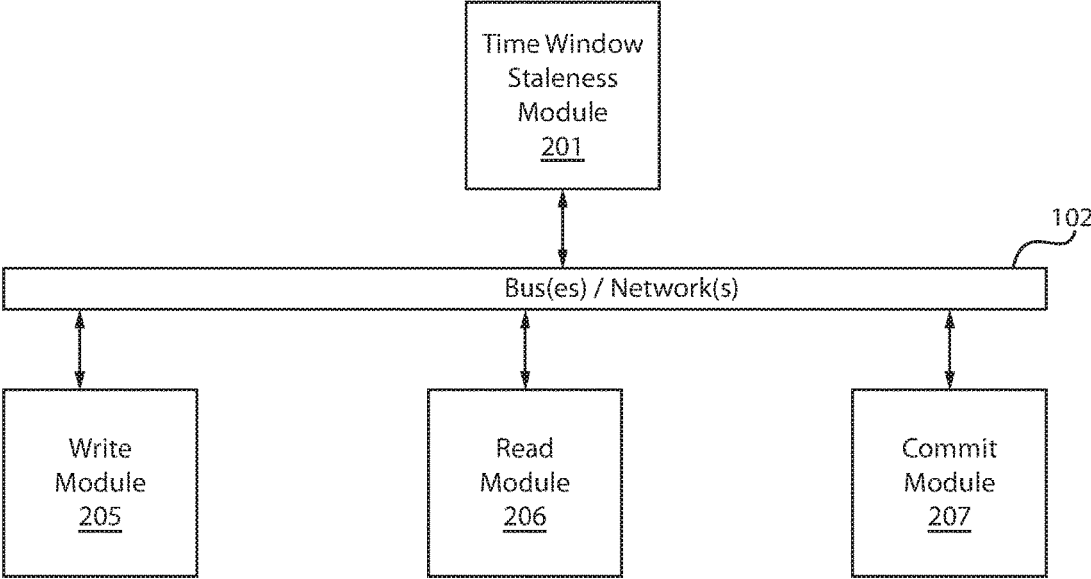 Time Window
Staleness
Module
201
102
Bus(es) / Network(s)
Write
Module
205
Read
Module
206
Commit
Module
207